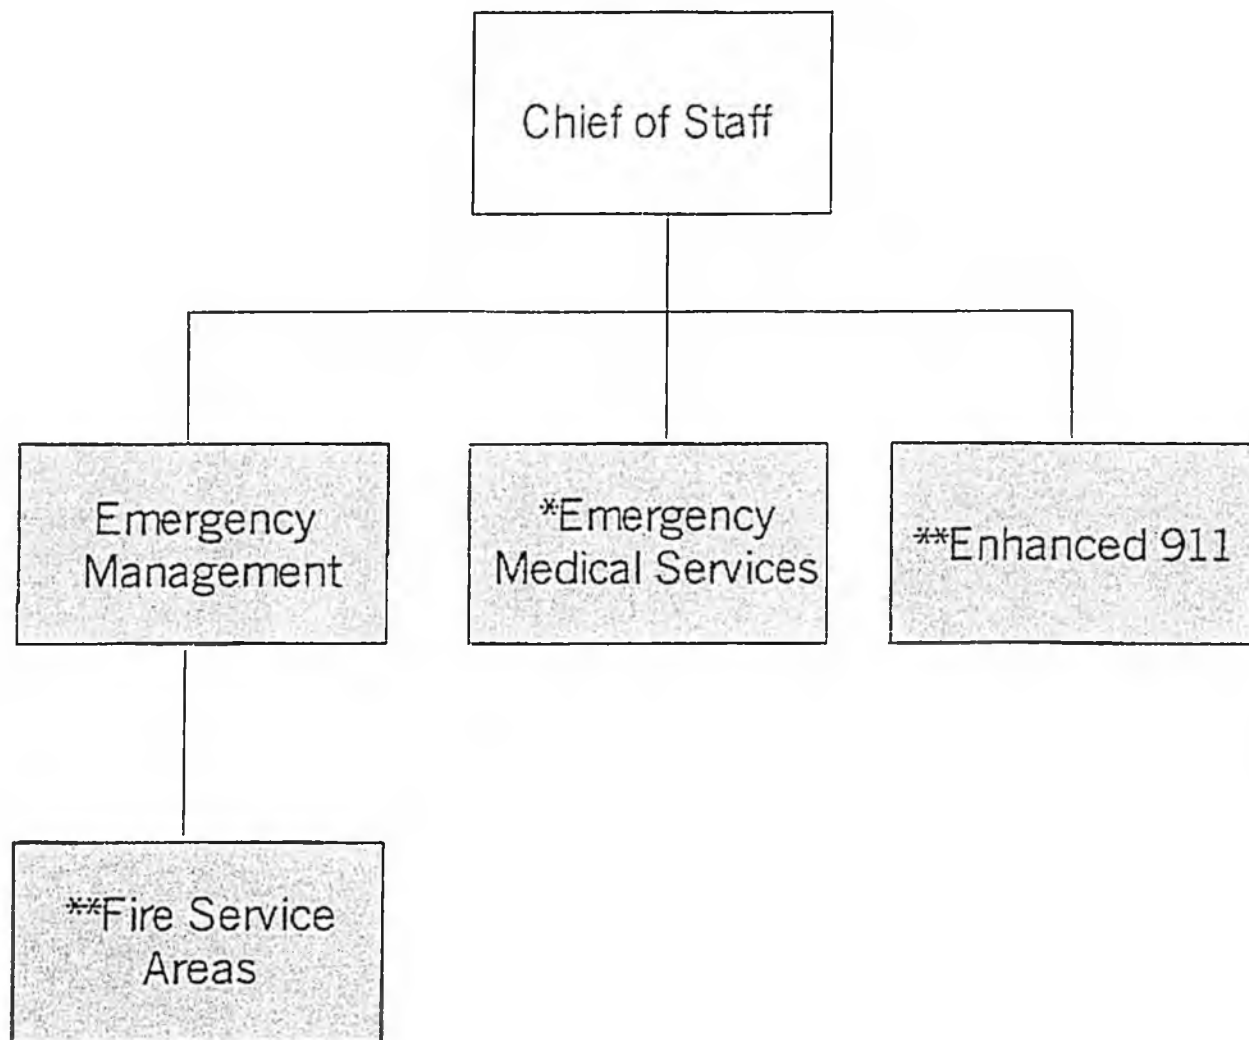 Chief of Staff
Emergency
Management
*Emergency
Medical Services
**Enhanced 911
**Fire Service
Areas